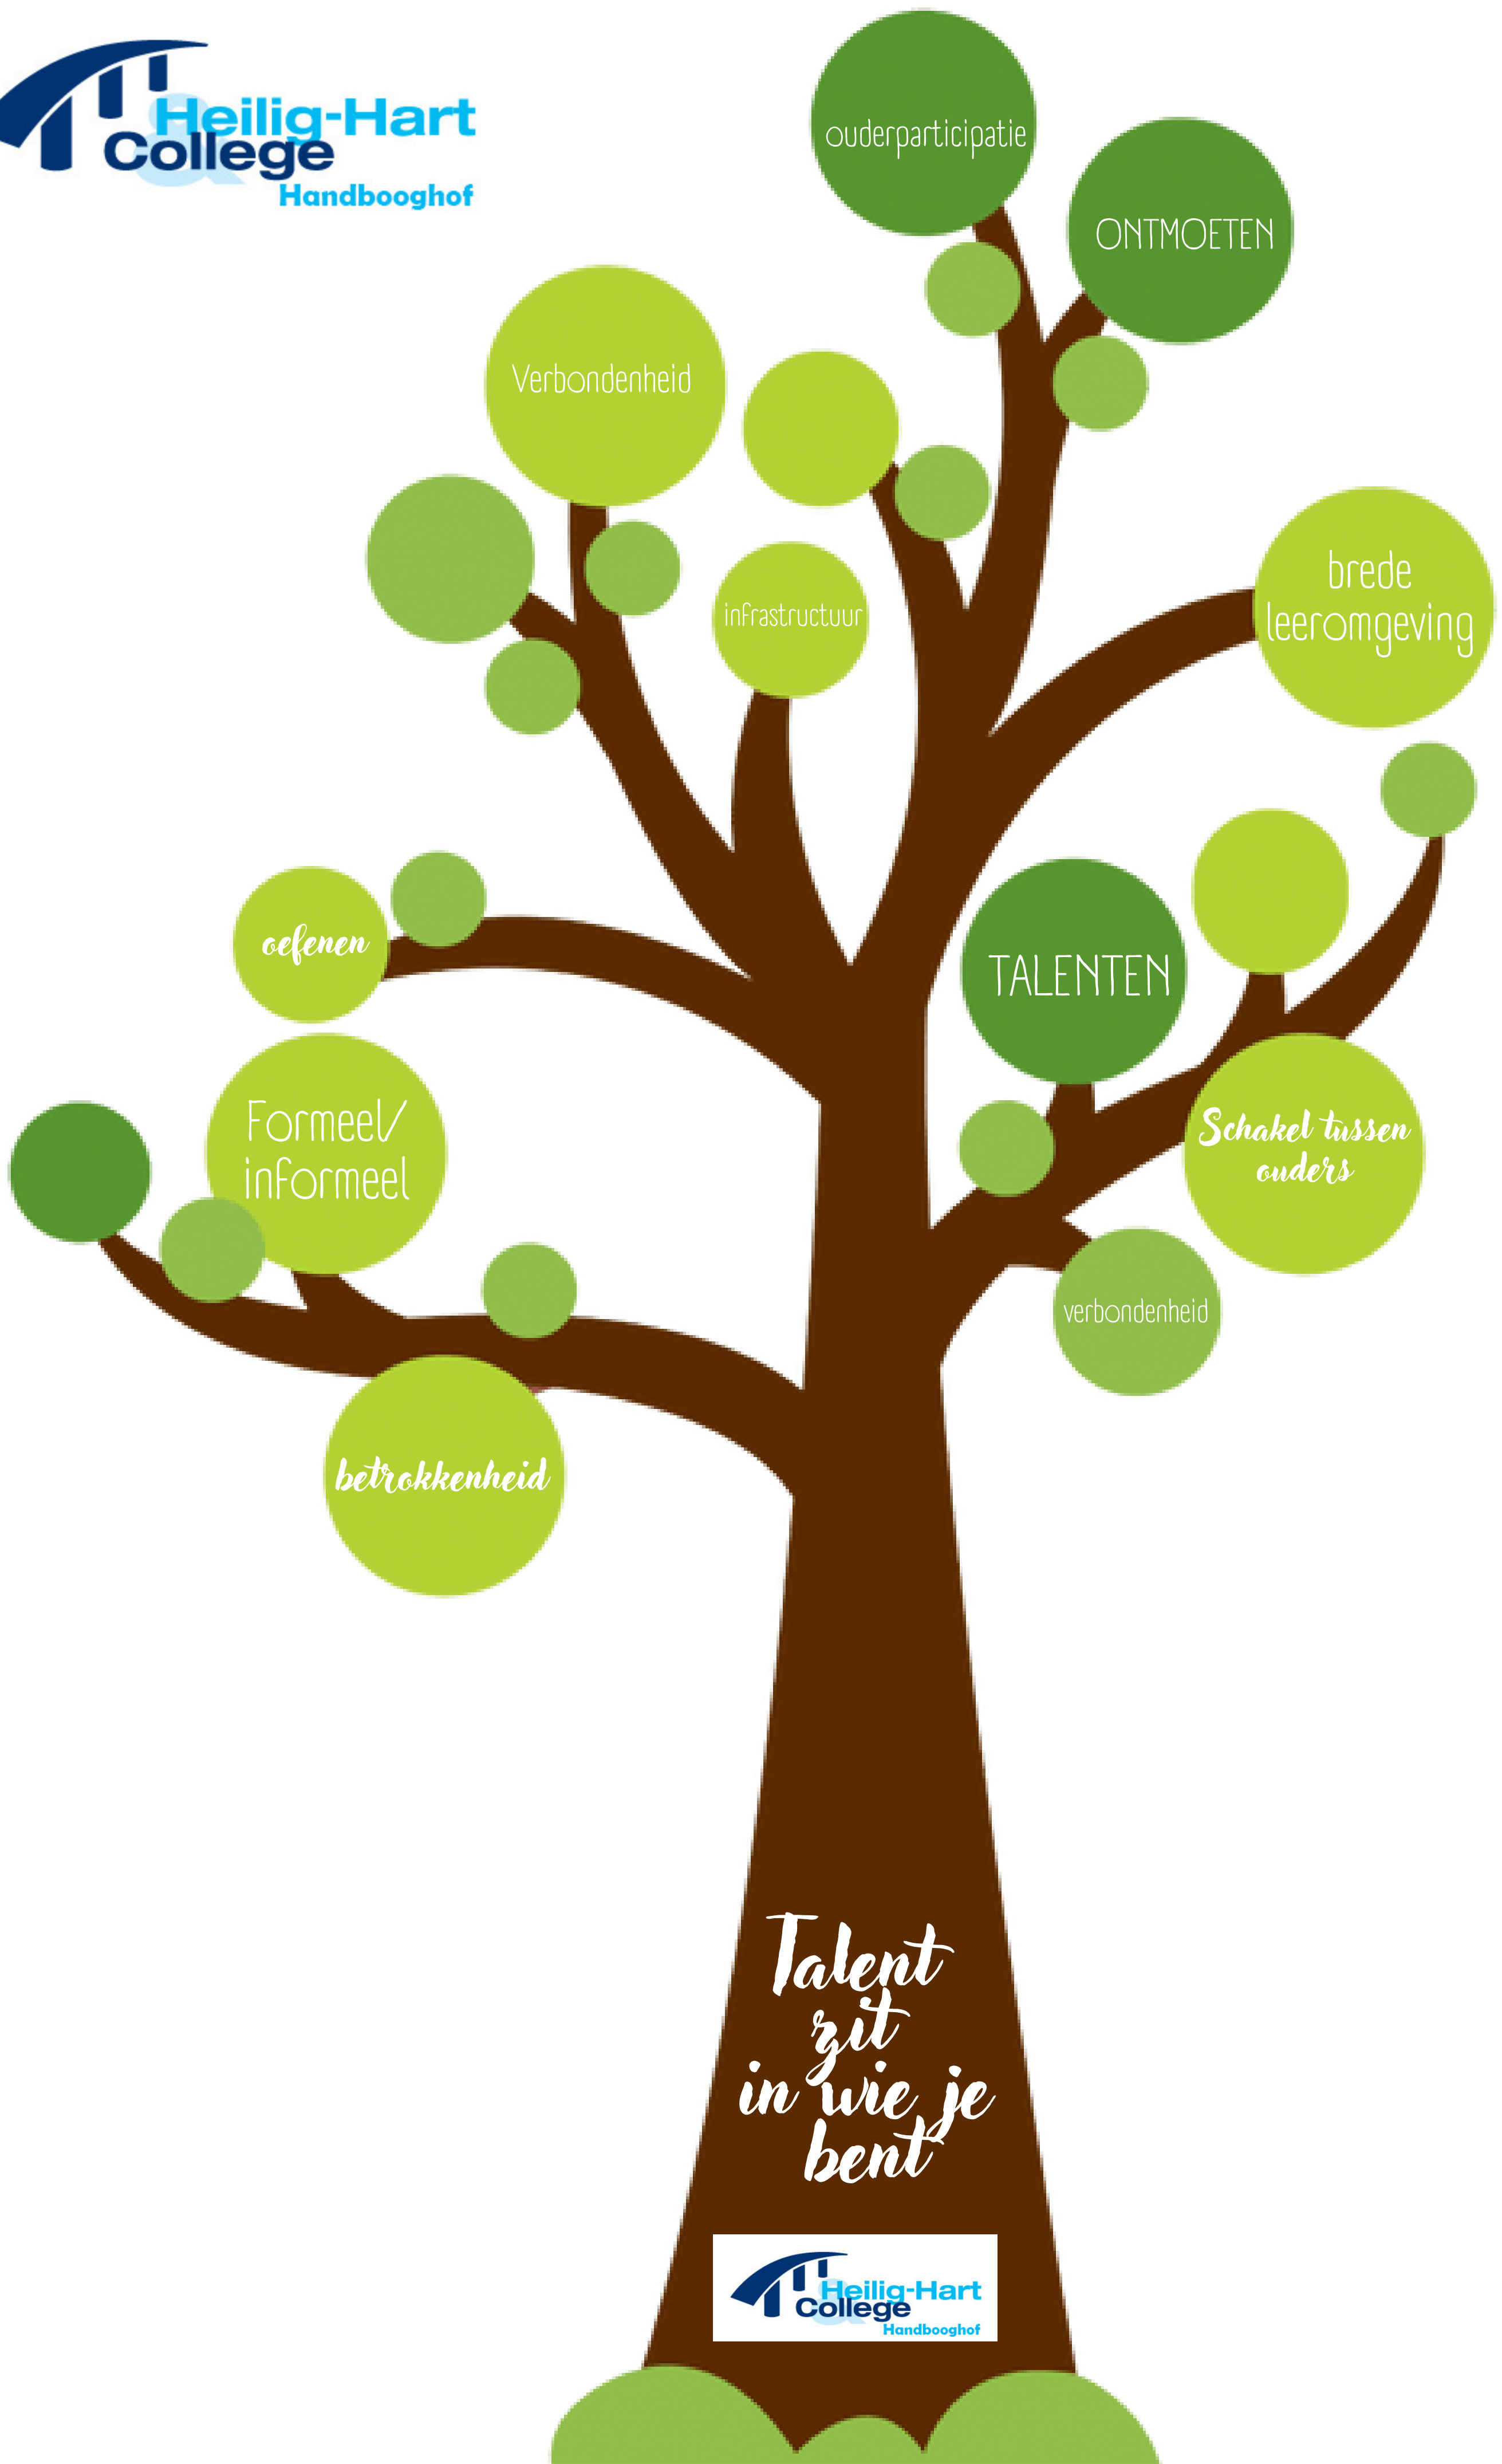 Heilig-Hart
& College
Handbooghof
ouderparticipatie
ONTMOETEN
Verbondenheid
infrastructuur
brede
leeromgeving
oefenen
TALENTEN
Formeel/
informeel
Schakel tussen
ouders
verbondenheid
betrokkenheid
Talent
zit
in wie je
bent
Heilig-Hart
& College
Handbooghof